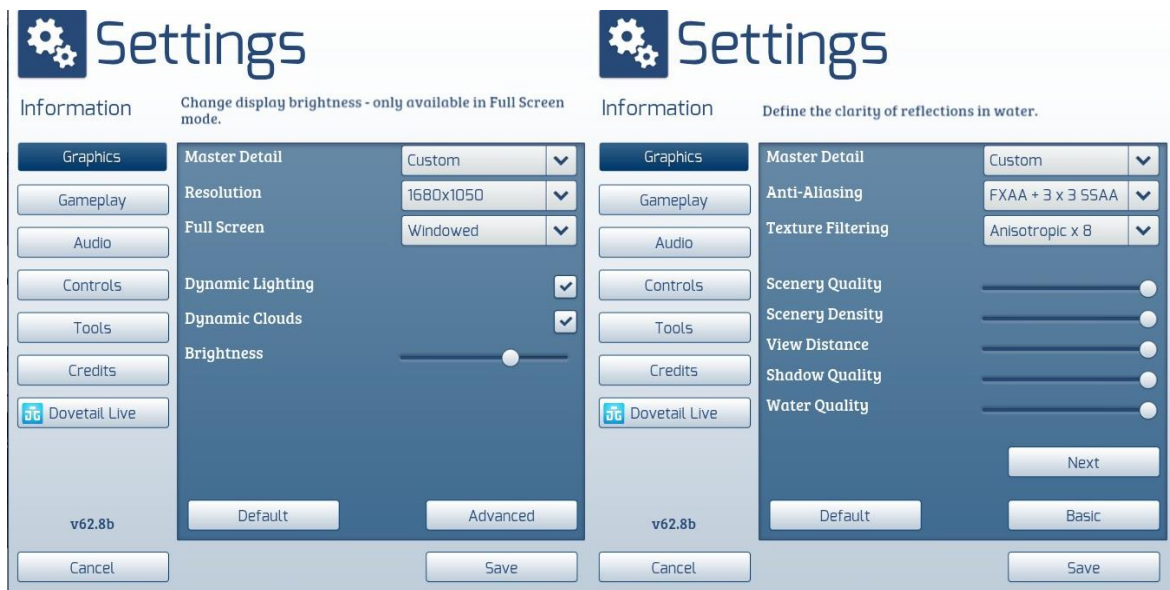 Settings
Information
Change display brightness - only available in Full Screen
mode.
Graphics
Gameplay
Audio
Controls
Tools
Credits
Dovetail Live
v62.8b
Cancel
Master Detail
Custom
Resolution
1680x1050
Full Screen
Windowed
Dynamic Lighting
Dynamic Clouds
Brightness
Default
Advanced
Save
Settings
Information
Define the clarity of reflections in water.
Graphics
Gameplay
Audio
Controls
Tools
Credits
Dovetail Live
v62.8b
Cancel
Master Detail
Custom
Anti-Aliasing
FXAA + 3 x 3 SSAA
Texture Filtering
Anisotropic x 8
Scenery Quality
Scenery Density
View Distance
Shadow Quality
Water Quality
Next
Default
Basic
Save